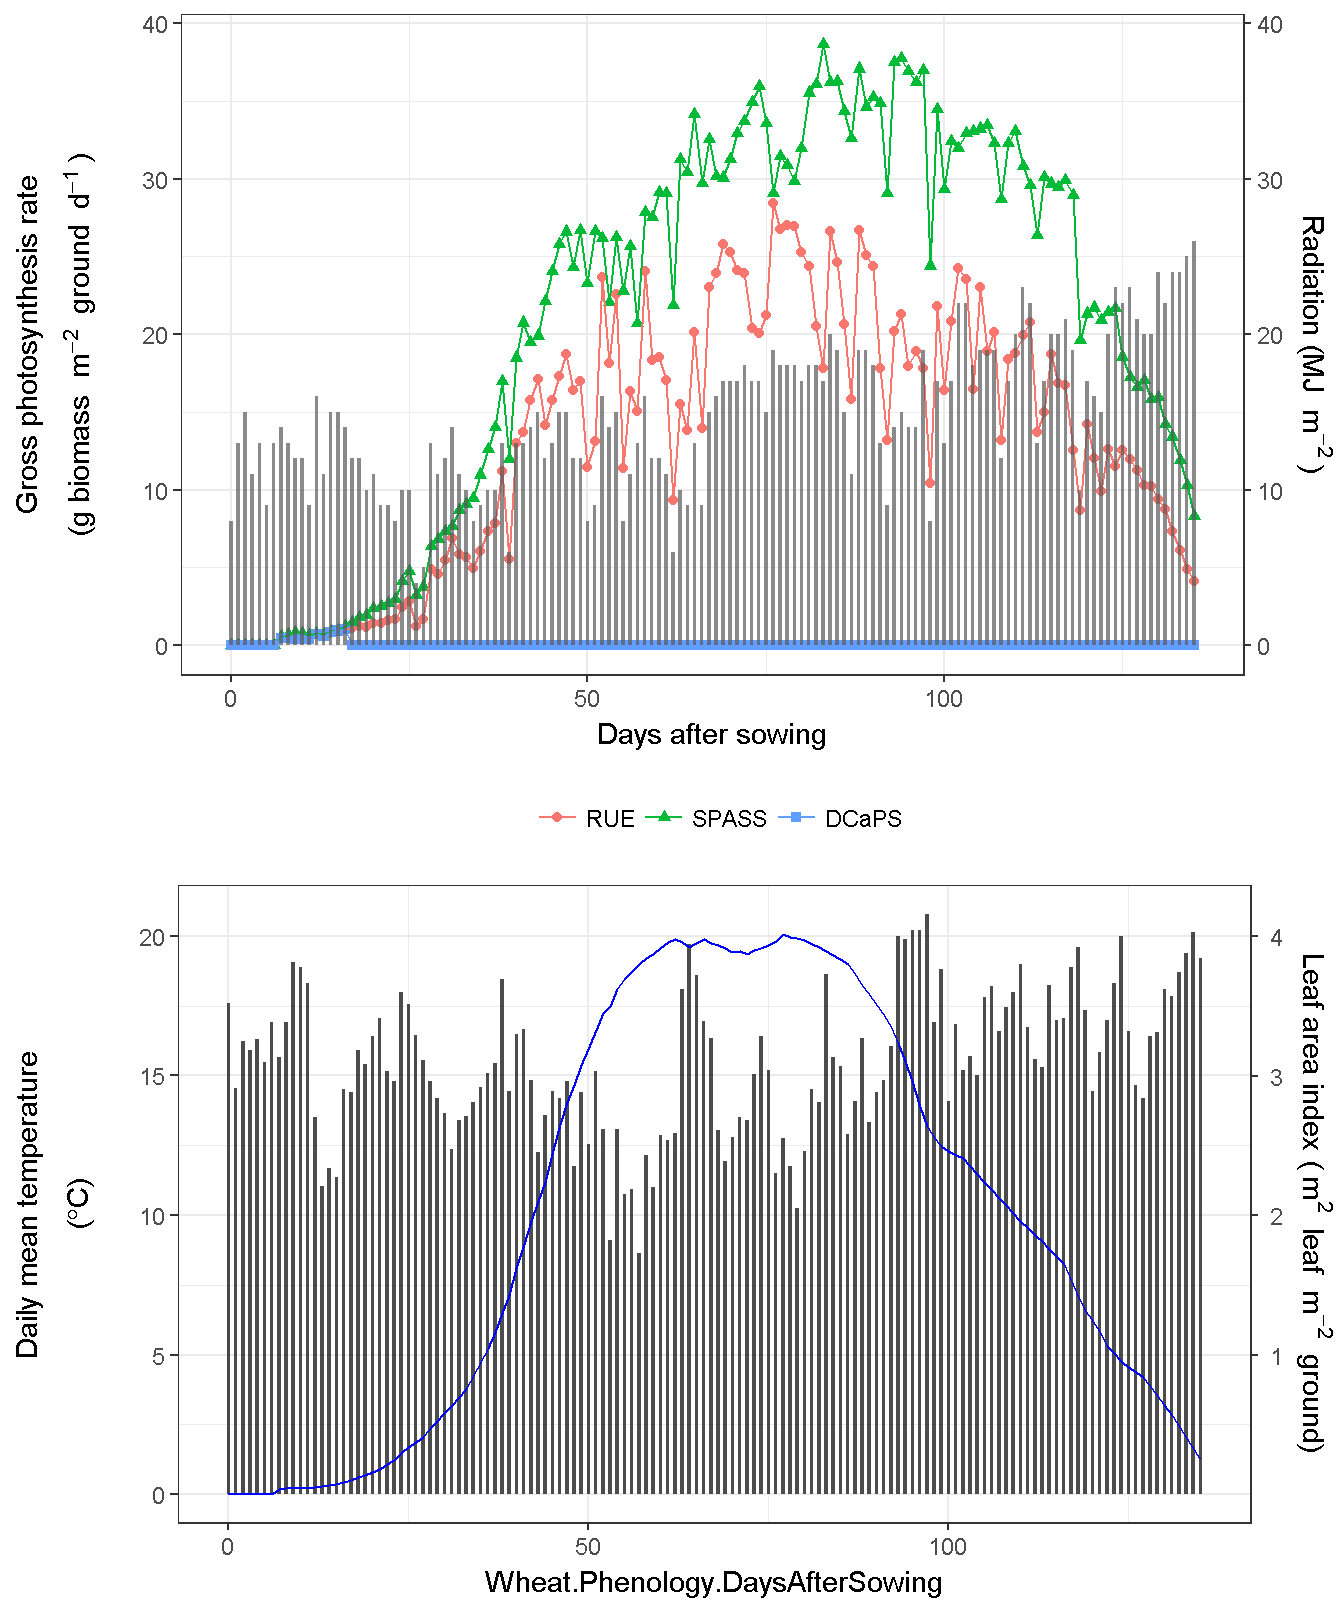 Gross photosynthesis rate
(g biomass m−2 ground d−1)
40
30
20
10
0
40
30
20
10
0
Radiation (MJ m−2)
0 50 100
Days after sowing
RUE SPASS DCaPS
Daily mean temperature
(°C)
20
15
10
5
0
4
3
2
1
Leaf area index (m2 leaf m−2 ground)
0 50 100
Wheat.Phenology.DaysAfterSowing